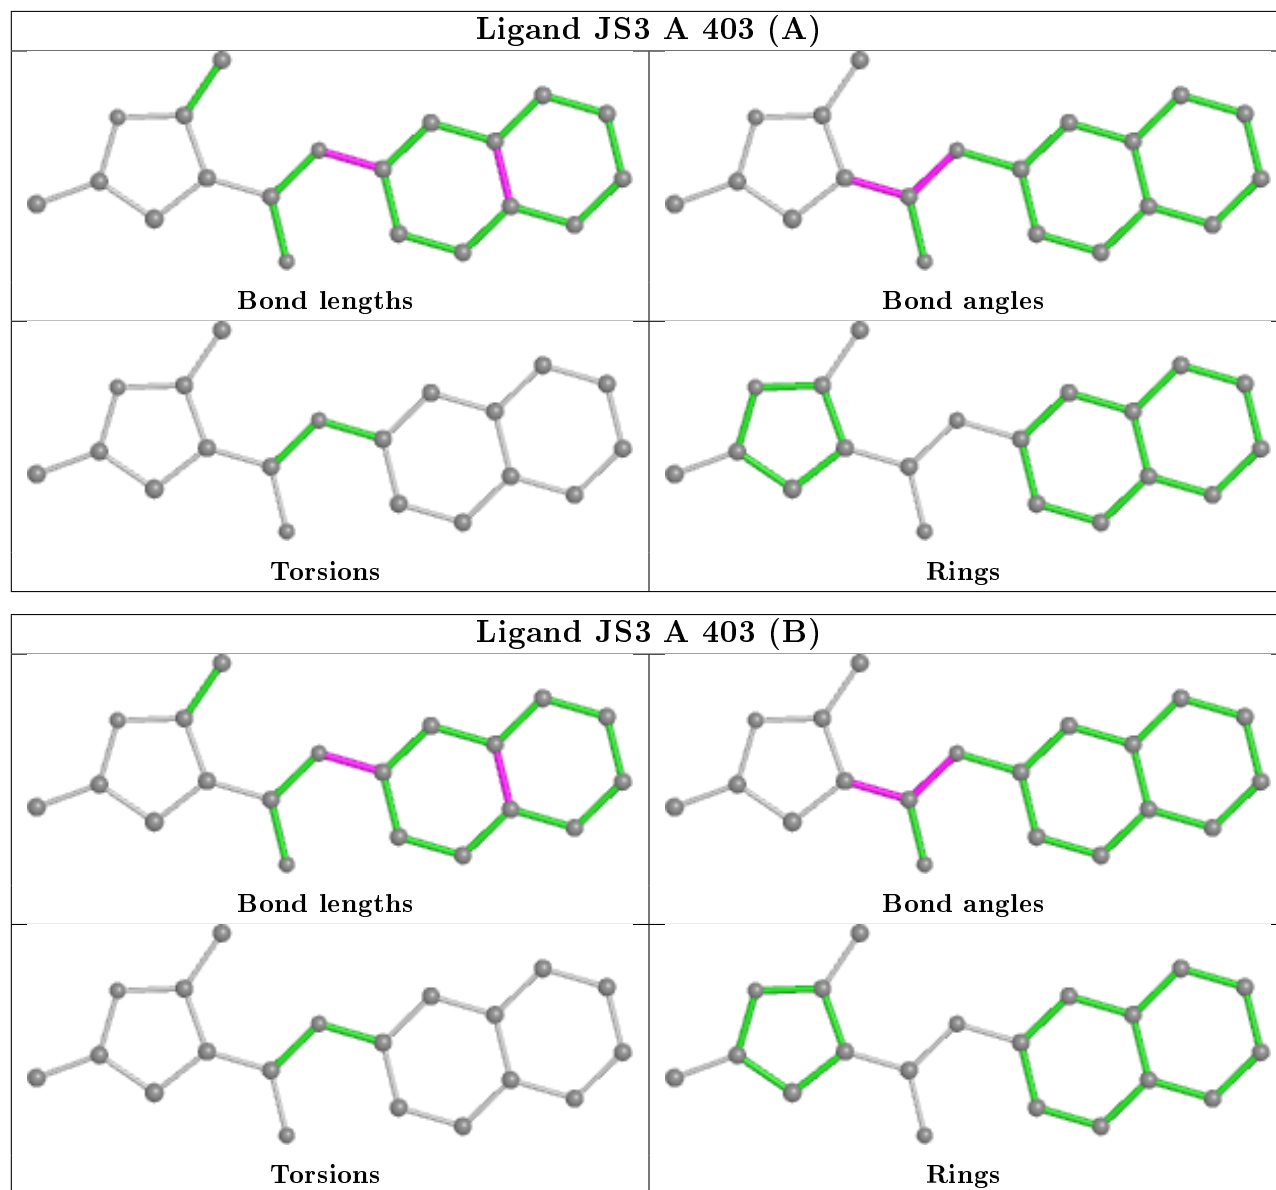 Ligand JS3 A 403 (A)
Bond lengths
Bond angles
Torsions
Rings
Ligand JS3 A 403 (B)
Bond lengths
Bond angles
Torsions
Rings